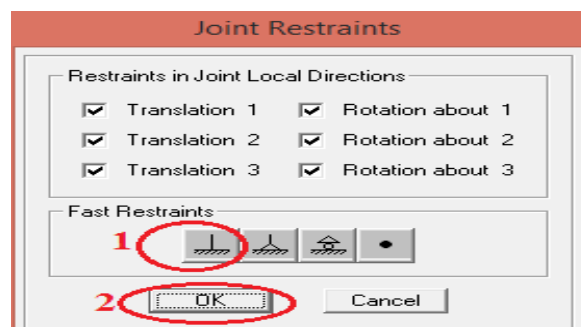 Joint Restraints
Restraints in Joint Local Directions
Translation 1 Rotation about 1
Translation 2 Rotation about 2
Translation 3 Rotation about 3
Fast Restraints
1
2 OK Cancel